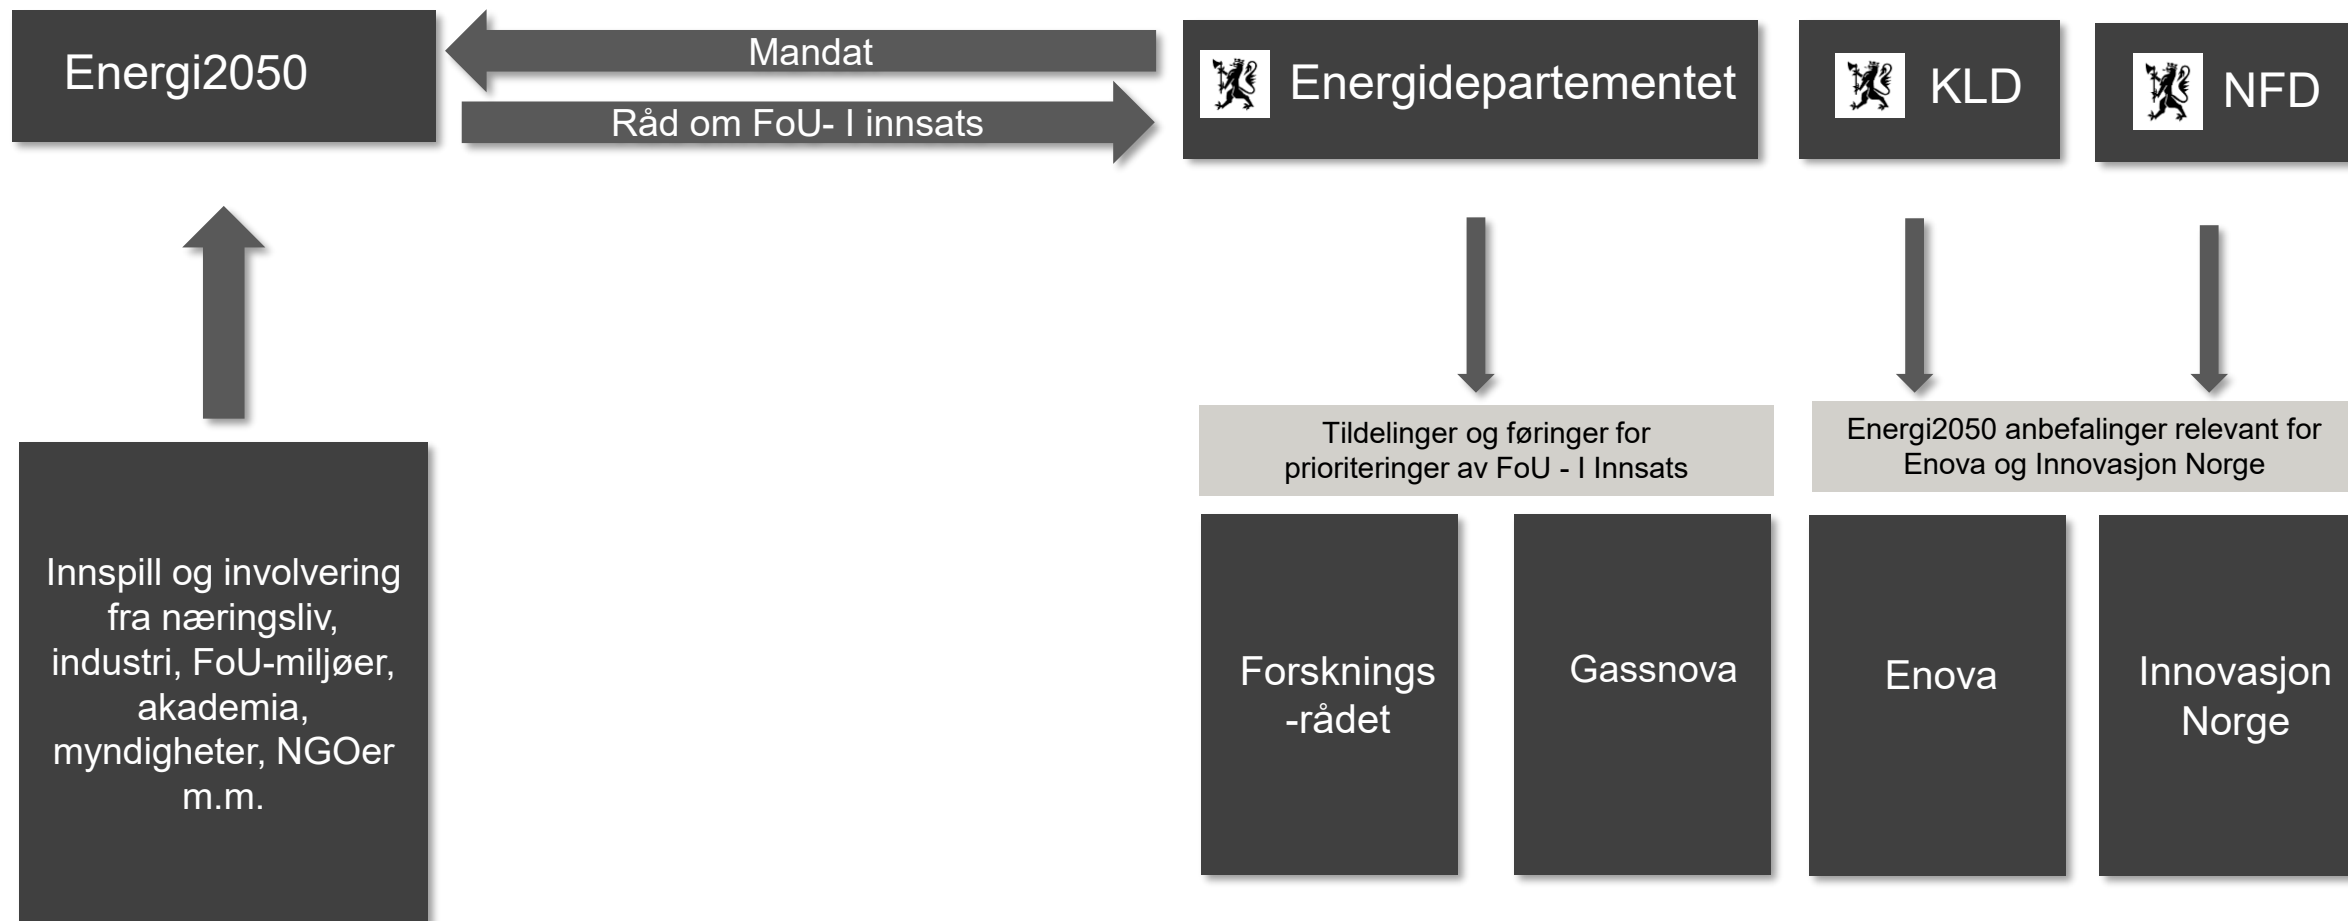 Energi2050
Mandat
Råd om FoU- I innsats
Energidepartementet
KLD
NFD
Innspill og involvering
fra næringsliv,
industri, FoU-miljøer,
akademia,
myndigheter, NGOer
m.m.
Tildelinger og føringer for
prioriteringer av FoU - I Innsats
Energi2050 anbefalinger relevant for
Enova og Innovasjon Norge
Forsknings
-rådet
Gassnova
Enova
Innovasjon
Norge